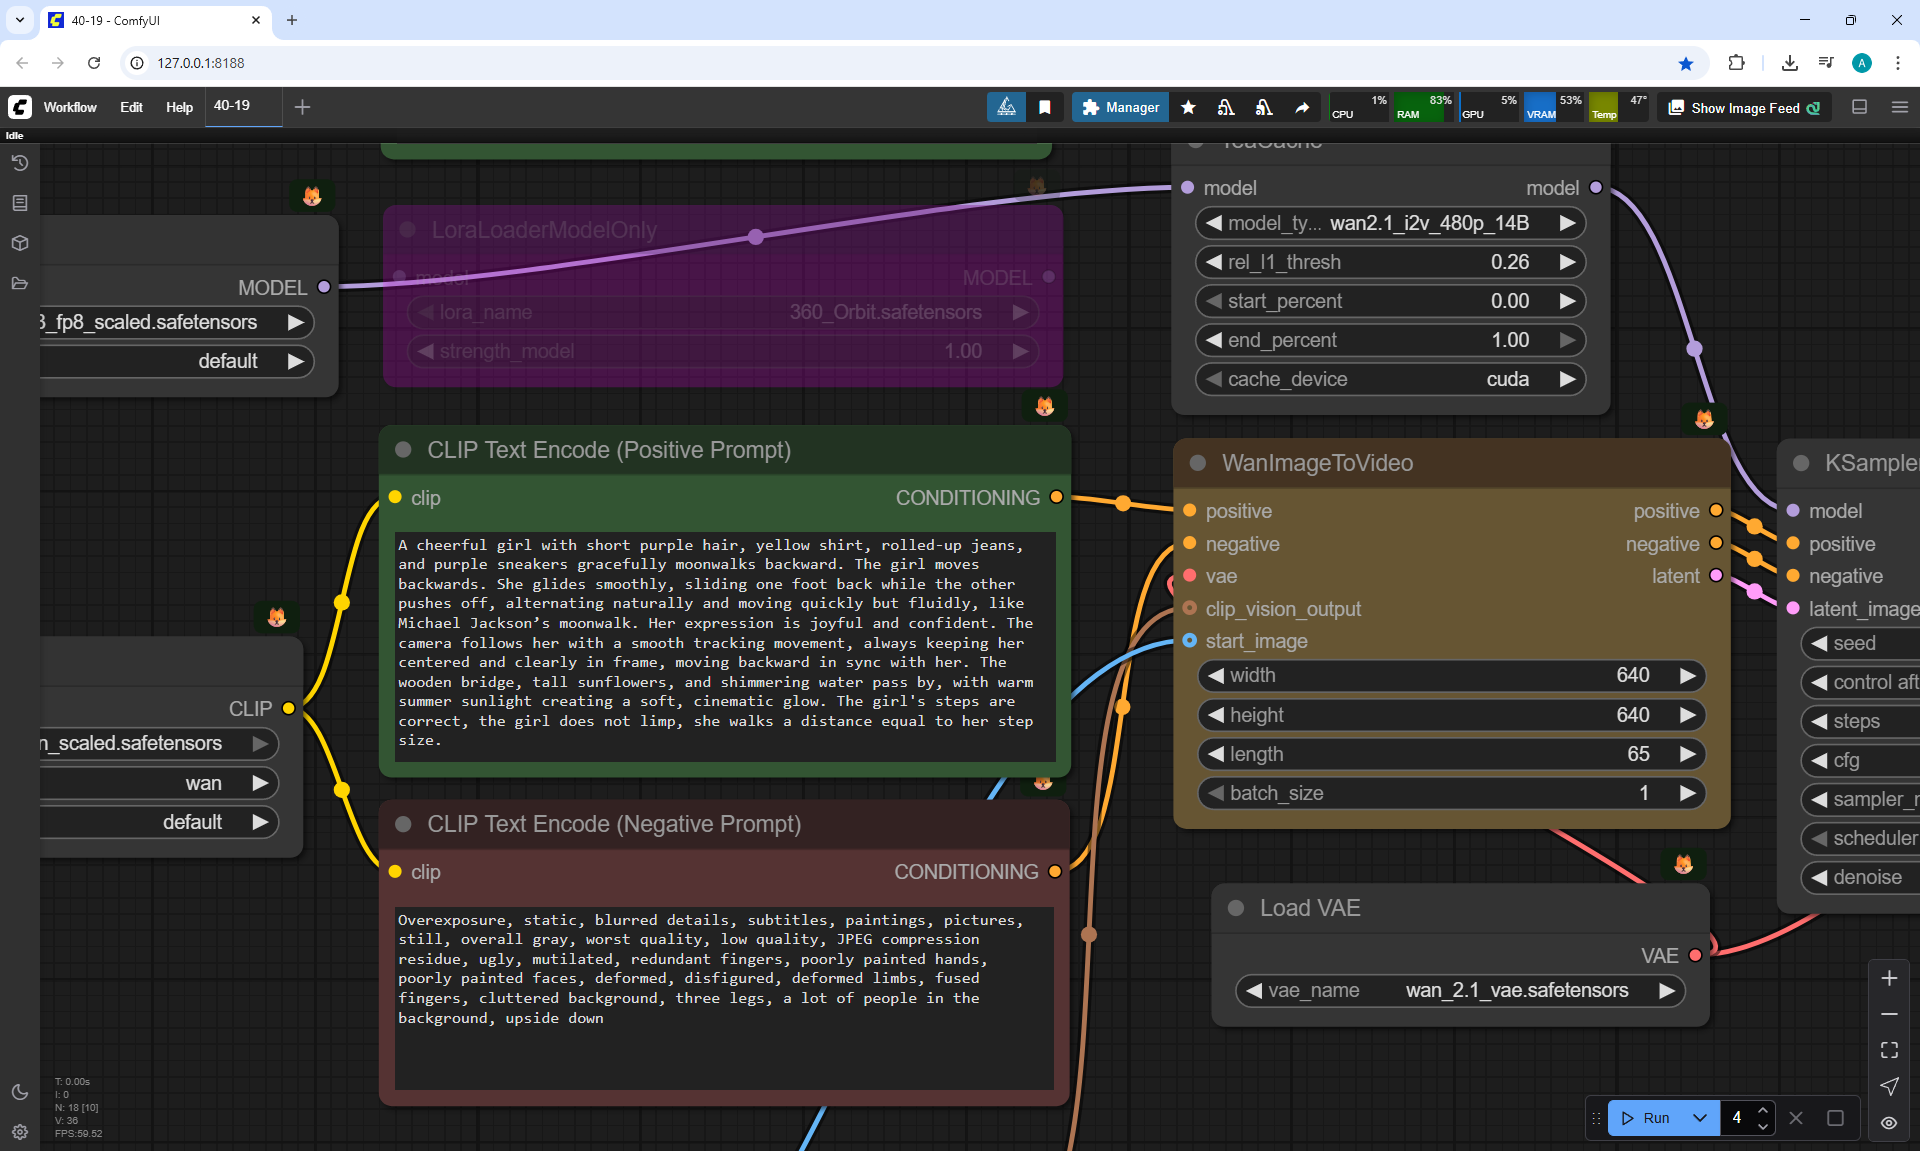 40-19 - ComfyUI
127.0.0.1:8188
Workflow Edit Help 40-19
Manager
CPU 1% RAM 83% GPU 5% VRAM 53% Temp 47°
Show Image Feed
Idle
TeaCache
model model
model_ty... wan2.1_i2v_480p_14B
rel_l1_thresh 0.26
start_percent 0.00
end_percent 1.00
cache_device cuda
LoraLoaderModelOnly
model MODEL
lora_name 360_Orbit.safetensors
strength_model 1.00
MODEL
3_fp8_scaled.safetensors
default
CLIP Text Encode (Positive Prompt)
clip CONDITIONING
A cheerful girl with short purple hair, yellow shirt, rolled-up jeans,
and purple sneakers gracefully moonwalks backward. The girl moves
backwards. She glides smoothly, sliding one foot back while the other
pushes off, alternating naturally and moving quickly but fluidly, like
Michael Jackson’s moonwalk. Her expression is joyful and confident. The
camera follows her with a smooth tracking movement, always keeping her
centered and clearly in frame, moving backward in sync with her. The
wooden bridge, tall sunflowers, and shimmering water pass by, with warm
summer sunlight creating a soft, cinematic glow. The girl's steps are
correct, the girl does not limp, she walks a distance equal to her step
size.
CLIP
n_scaled.safetensors
wan
default
CLIP Text Encode (Negative Prompt)
clip CONDITIONING
Overexposure, static, blurred details, subtitles, paintings, pictures,
still, overall gray, worst quality, low quality, JPEG compression
residue, ugly, mutilated, redundant fingers, poorly painted hands,
poorly painted faces, deformed, disfigured, deformed limbs, fused
fingers, cluttered background, three legs, a lot of people in the
background, upside down
WanImageToVideo
positive positive
negative negative
vae latent
clip_vision_output
start_image
width 640
height 640
length 65
batch_size 1
Load VAE
VAE
vae_name wan_2.1_vae.safetensors
KSampler
model
positive
negative
latent_image
seed
control aft
steps
cfg
sampler_n
scheduler
denoise
T: 0.00s
I: 0
N: 18 [10]
V: 36
FPS:59.52
Run 4
A